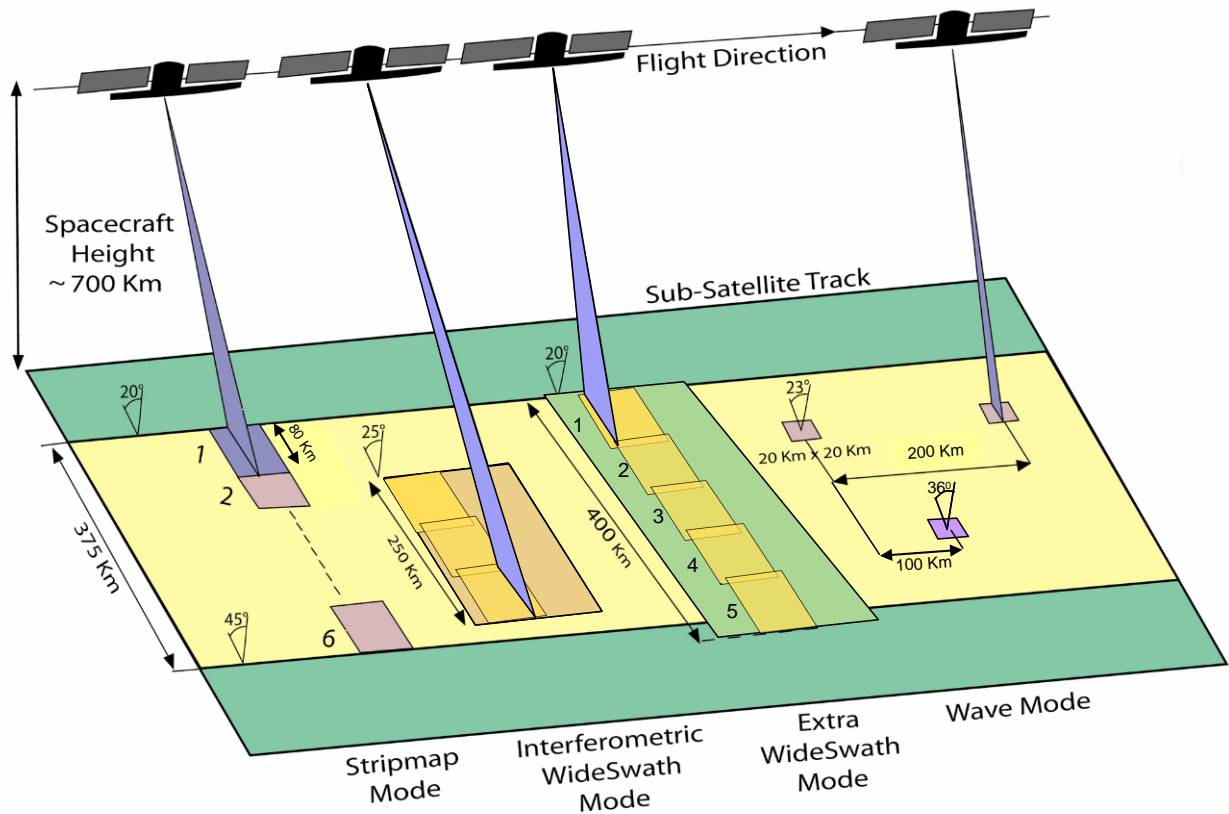 Flight Direction
Spacecraft
Height
~ 700 Km
Sub-Satellite Track
20°
20°
23°
1
80 Km
25°
1
20 Km x 20 Km
200 Km
2
2
36°
375 Km
250 Km
400 Km
3
4
100 Km
45°
6
5
Stripmap
Mode
Interferometric
WideSwath
Mode
Extra
WideSwath
Mode
Wave Mode